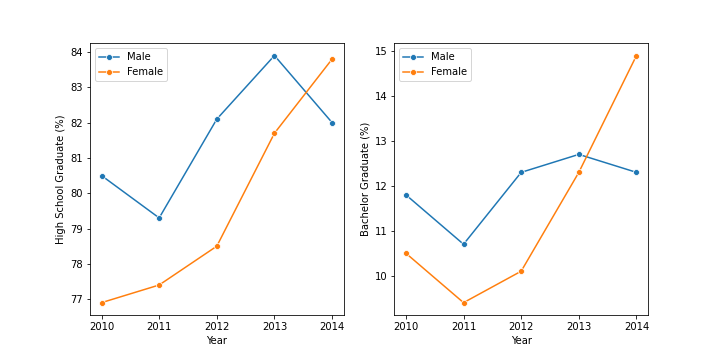 Male
Female
84
83
82
81
80
79
78
77
High School Graduate (%)
2010 2011 2012 2013 2014
Year
Male
Female
15
14
13
12
11
10
Bachelor Graduate (%)
2010 2011 2012 2013 2014
Year